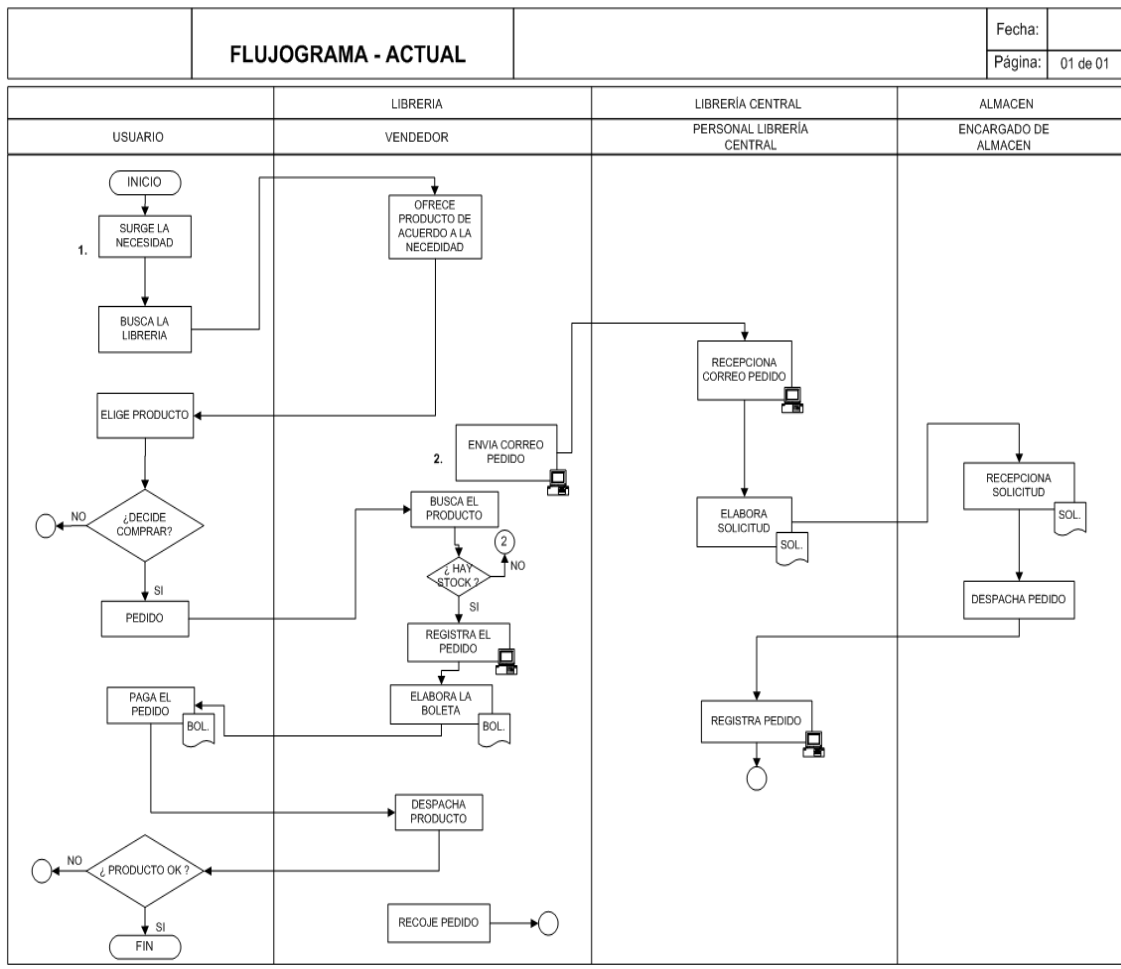 FLUJOGRAMA - ACTUAL
Fecha:
Página:
01 de 01
LIBRERIA
LIBRERÍA CENTRAL
ALMACEN
USUARIO
VENDEDOR
PERSONAL LIBRERÍA
CENTRAL
ENCARGADO DE
ALMACEN
INICIO
1.
SURGE LA
NECESIDAD
BUSCA LA
LIBRERIA
OFRECE
PRODUCTO DE
ACUERDO A LA
NECEDIDAD
ELIGE PRODUCTO
¿DECIDE
COMPRAR?
NO
SI
PEDIDO
2.
ENVIA CORREO
PEDIDO
BUSCA EL
PRODUCTO
2
¿ HAY
STOCK ?
NO
SI
REGISTRA EL
PEDIDO
ELABORA LA
BOLETA
BOL.
PAGA EL
PEDIDO
BOL.
DESPACHA
PRODUCTO
¿ PRODUCTO OK ?
NO
SI
FIN
RECOJE PEDIDO
RECEPCIONA
CORREO PEDIDO
ELABORA
SOLICITUD
SOL.
RECEPCIONA
SOLICITUD
SOL.
DESPACHA PEDIDO
REGISTRA PEDIDO